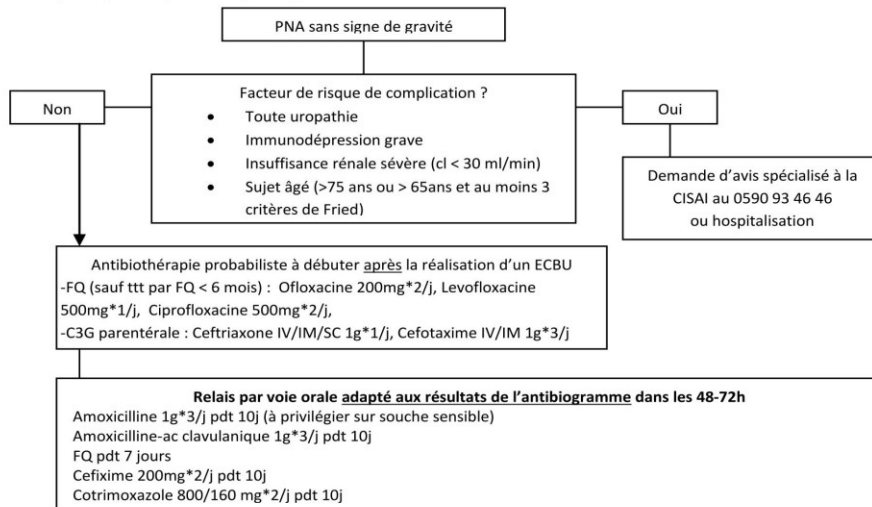 PNA sans signe de gravité
Facteur de risque de complication ?
Non
Oui
• Toute uropathie
• Immunodépression grave
• Insuffisance rénale sévère (cl < 30 ml/min)
• Sujet âgé (>75 ans ou > 65ans et au moins 3
critères de Fried)
Demande d’avis spécialisé à la
CISAI au 0590 93 46 46
ou hospitalisation
Antibiothérapie probabiliste à débuter après la réalisation d’un ECBU
-FQ (sauf ttt par FQ < 6 mois) : Ofloxacine 200mg*2/j, Levofloxacine
500mg*1/j, Ciprofloxacine 500mg*2/j,
-C3G parentérale : Ceftriaxone IV/IM/SC 1g*1/j, Cefotaxime IV/IM 1g*3/j
Relais par voie orale adapté aux résultats de l’antibiogramme dans les 48-72h
Amoxicilline 1g*3/j pdt 10j (à privilégier sur souche sensible)
Amoxicilline-ac clavulanique 1g*3/j pdt 10j
FQ pdt 7 jours
Cefixime 200mg*2/j pdt 10j
Cotrimoxazole 800/160 mg*2/j pdt 10j